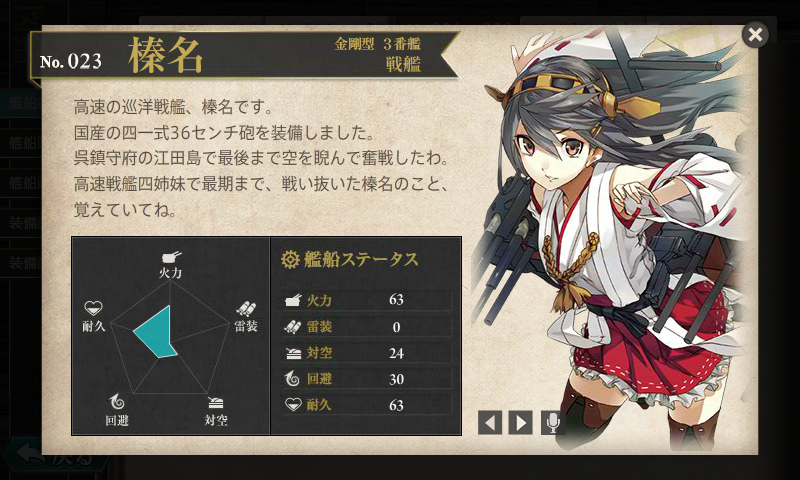 No.023 榛名
金剛型 3番艦
戦艦
高速の巡洋戦艦、榛名です。
国産の四一式36センチ砲を装備しました。
呉鎮守府の江田島で最後まで空を睨んで奮戦したわ。
高速戦艦四姉妹で最期まで、戦い抜いた榛名のこと、
覚えていてね。
火力
耐久
雷装
回避
対空
艦船ステータス
火力 63
雷装 0
対空 24
回避 30
耐久 63
戻る